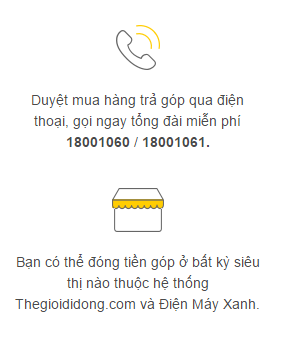 Duyệt mua hàng trả góp qua điện
thoại, gọi ngay tổng đài miễn phí
18001060 / 18001061.
Bạn có thể đóng tiền góp ở bất kỳ siêu
thị nào thuộc hệ thống
Thegioididong.com và Điện Máy Xanh.